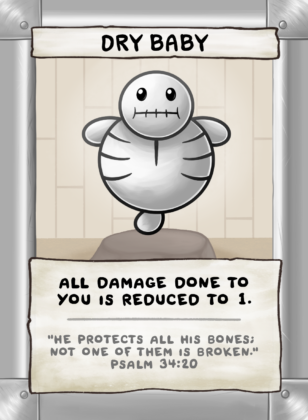 DRY BABY
ALL DAMAGE DONE TO
YOU IS REDUCED TO 1.
"HE PROTECTS ALL HIS BONES;
NOT ONE OF THEM IS BROKEN."
PSALM 34:20